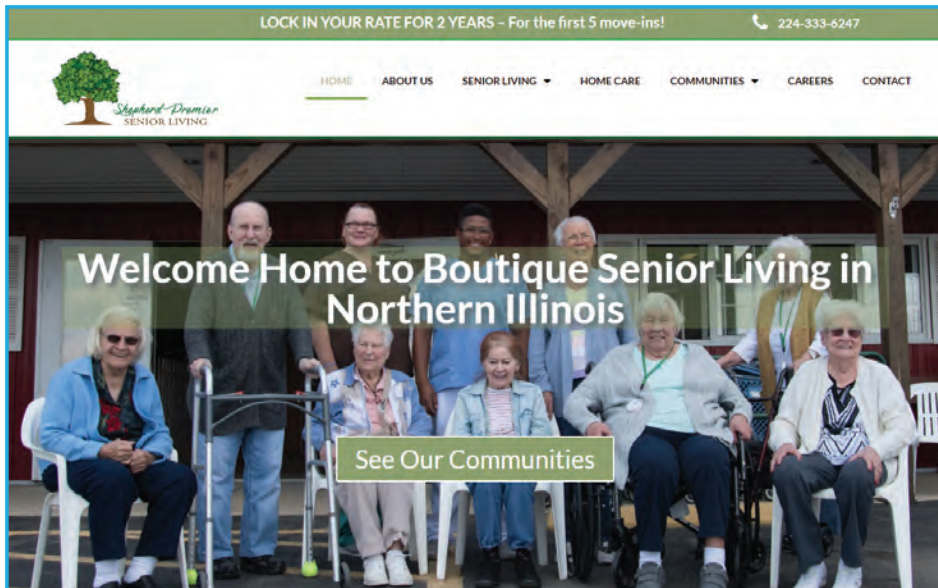 LOCK IN YOUR RATE FOR 2 YEARS – For the first 5 move-ins!
224-333-6247
Shepherd Premier
SENIOR LIVING
HOME
ABOUT US
SENIOR LIVING
HOME CARE
COMMUNITIES
CAREERS
CONTACT
Welcome Home to Boutique Senior Living in
Northern Illinois
See Our Communities